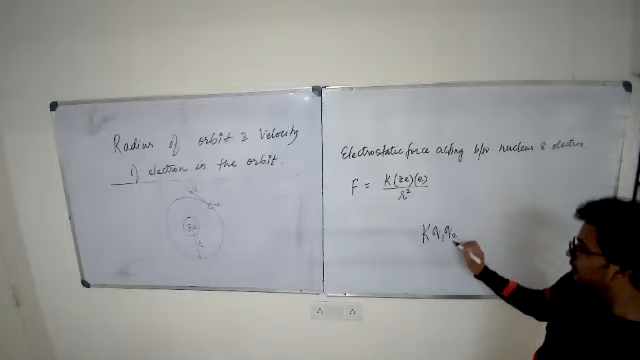 Radius of orbit & Velocity
of electron in the orbit.
Ze
r
Electrostatic force acting b/w nucleus & electron.
F = K(Ze)(e)
r²
Kq₁q₂